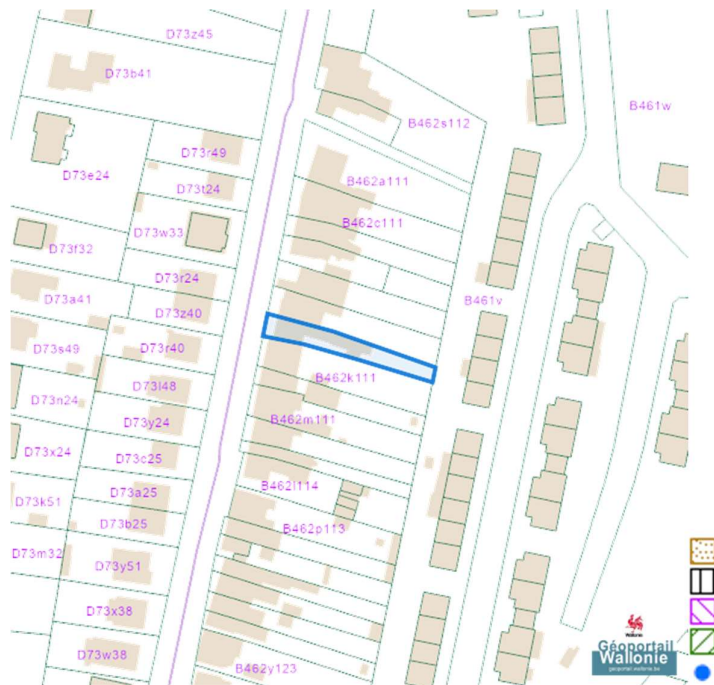 D73z45
D73b41
B461w
B462s112
D73r49
D73e24
B462a111
D73t24
B462c111
D73w33
D73f32
D73r24
D73a41
B461v
D73z40
D73s49
D73r40
B462k111
D73l48
D73n24
D73y24
B462m111
D73x24
D73c25
D73a25
B462l114
D73k51
D73b25
B462p113
D73m32
D73y51
D73x38
Wallonie
Géoportail
Wallonie
geoportail.wallonie.be
D73w38
B462y123